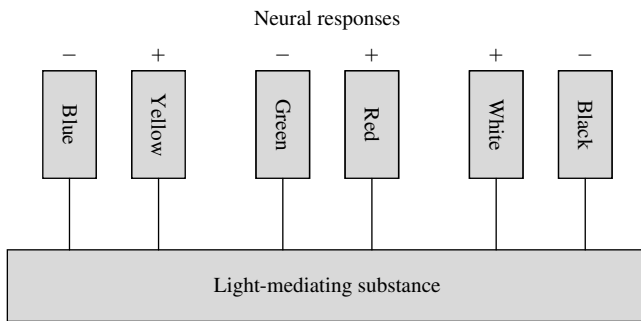 Neural responses
− + − + + −
Blue Yellow Green Red White Black
Light-mediating substance